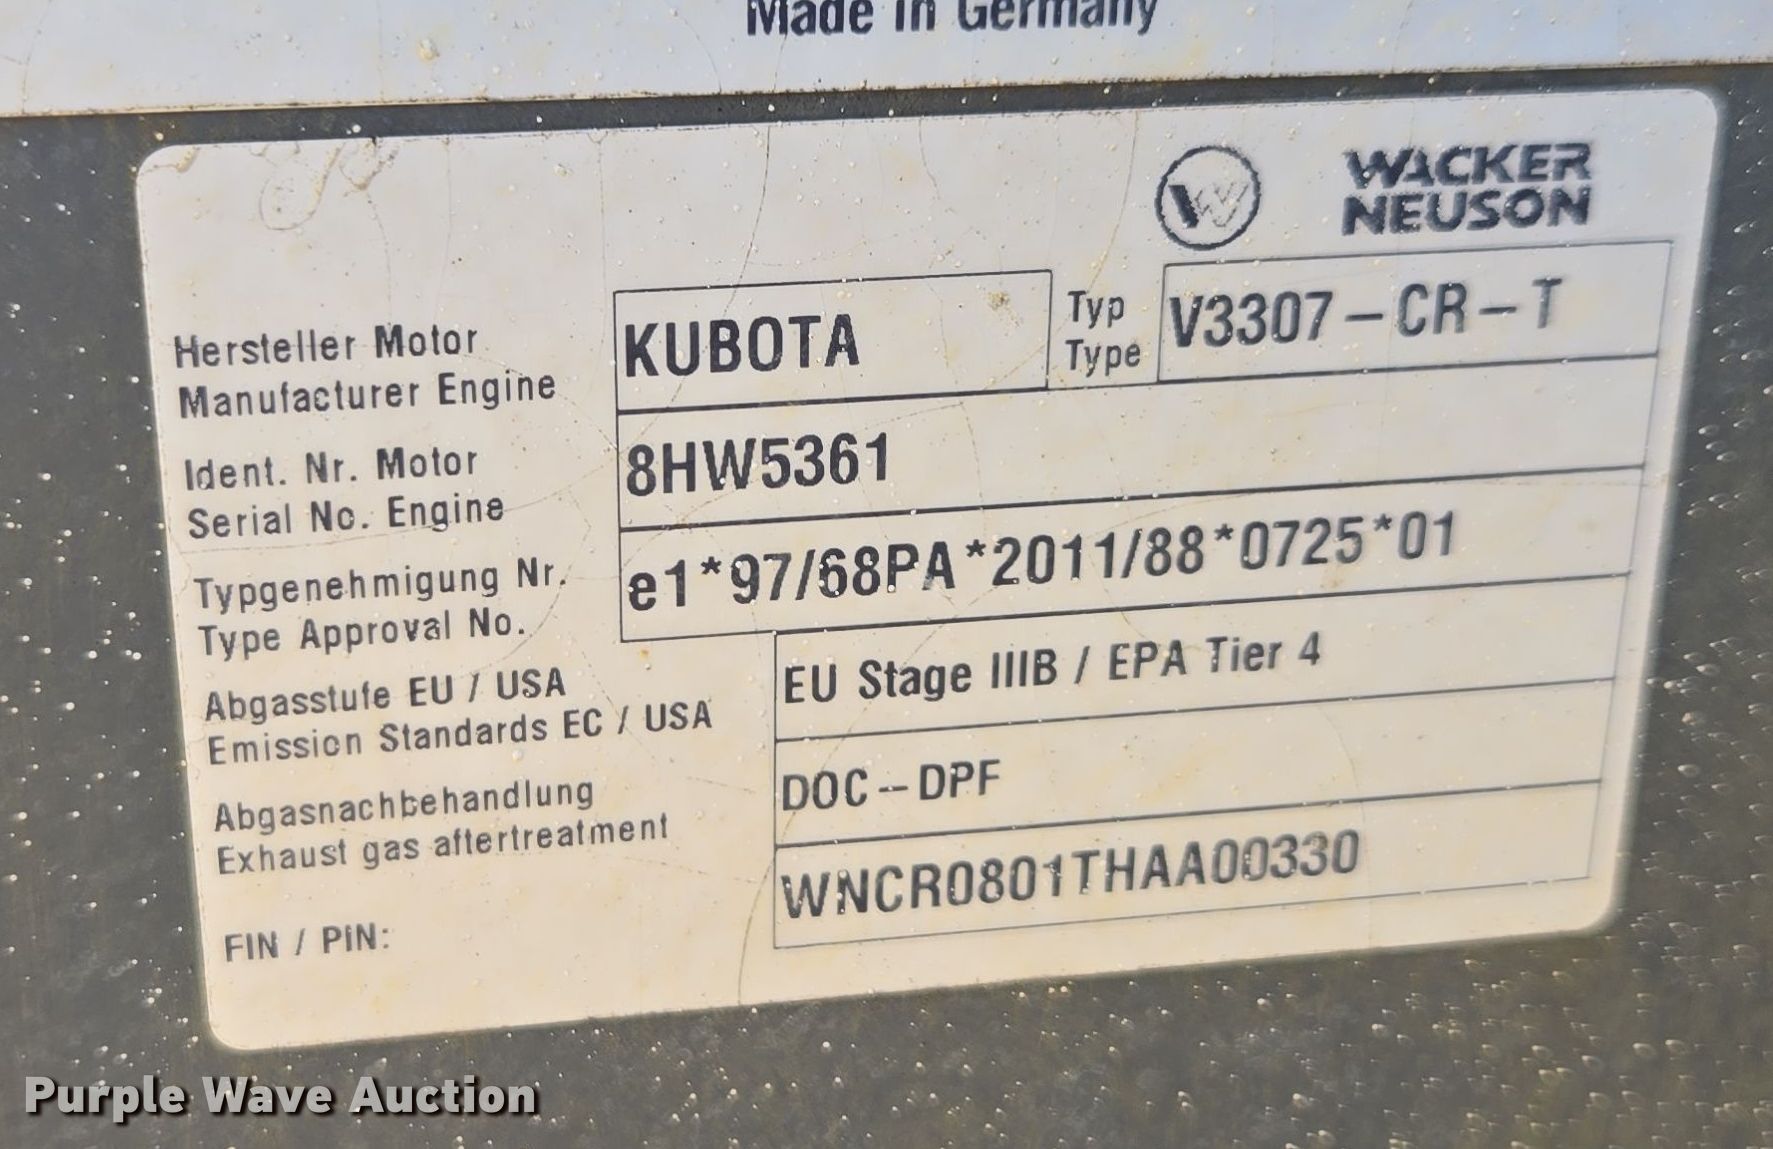 Made in Germany
WACKER
NEUSON
Hersteller Motor
Manufacturer Engine
KUBOTA
Typ
Type
V3307-CR-T
Ident. Nr. Motor
Serial No. Engine
8HW5361
Typgenehmigung Nr.
Type Approval No.
e1*97/68PA*2011/88*0725*01
Abgasstufe EU / USA
Emission Standards EC / USA
EU Stage IIIB / EPA Tier 4
Abgasnachbehandlung
Exhaust gas aftertreatment
DOC-DPF
FIN / PIN:
WNCR0801THAA00330
Purple Wave Auction